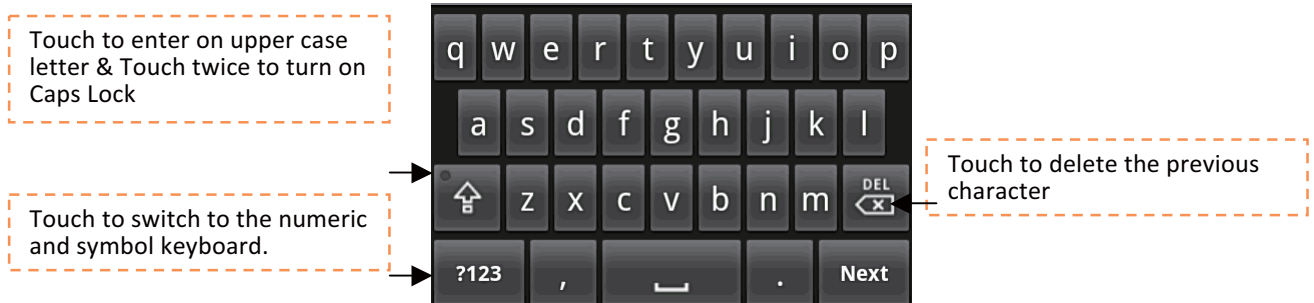 Touch to enter on upper case
letter & Touch twice to turn on
Caps Lock
q w e r t y u i o p
a s d f g h j k l
Touch to delete the previous
character
z x c v b n m DEL
Touch to switch to the numeric
and symbol keyboard.
?123 , . Next